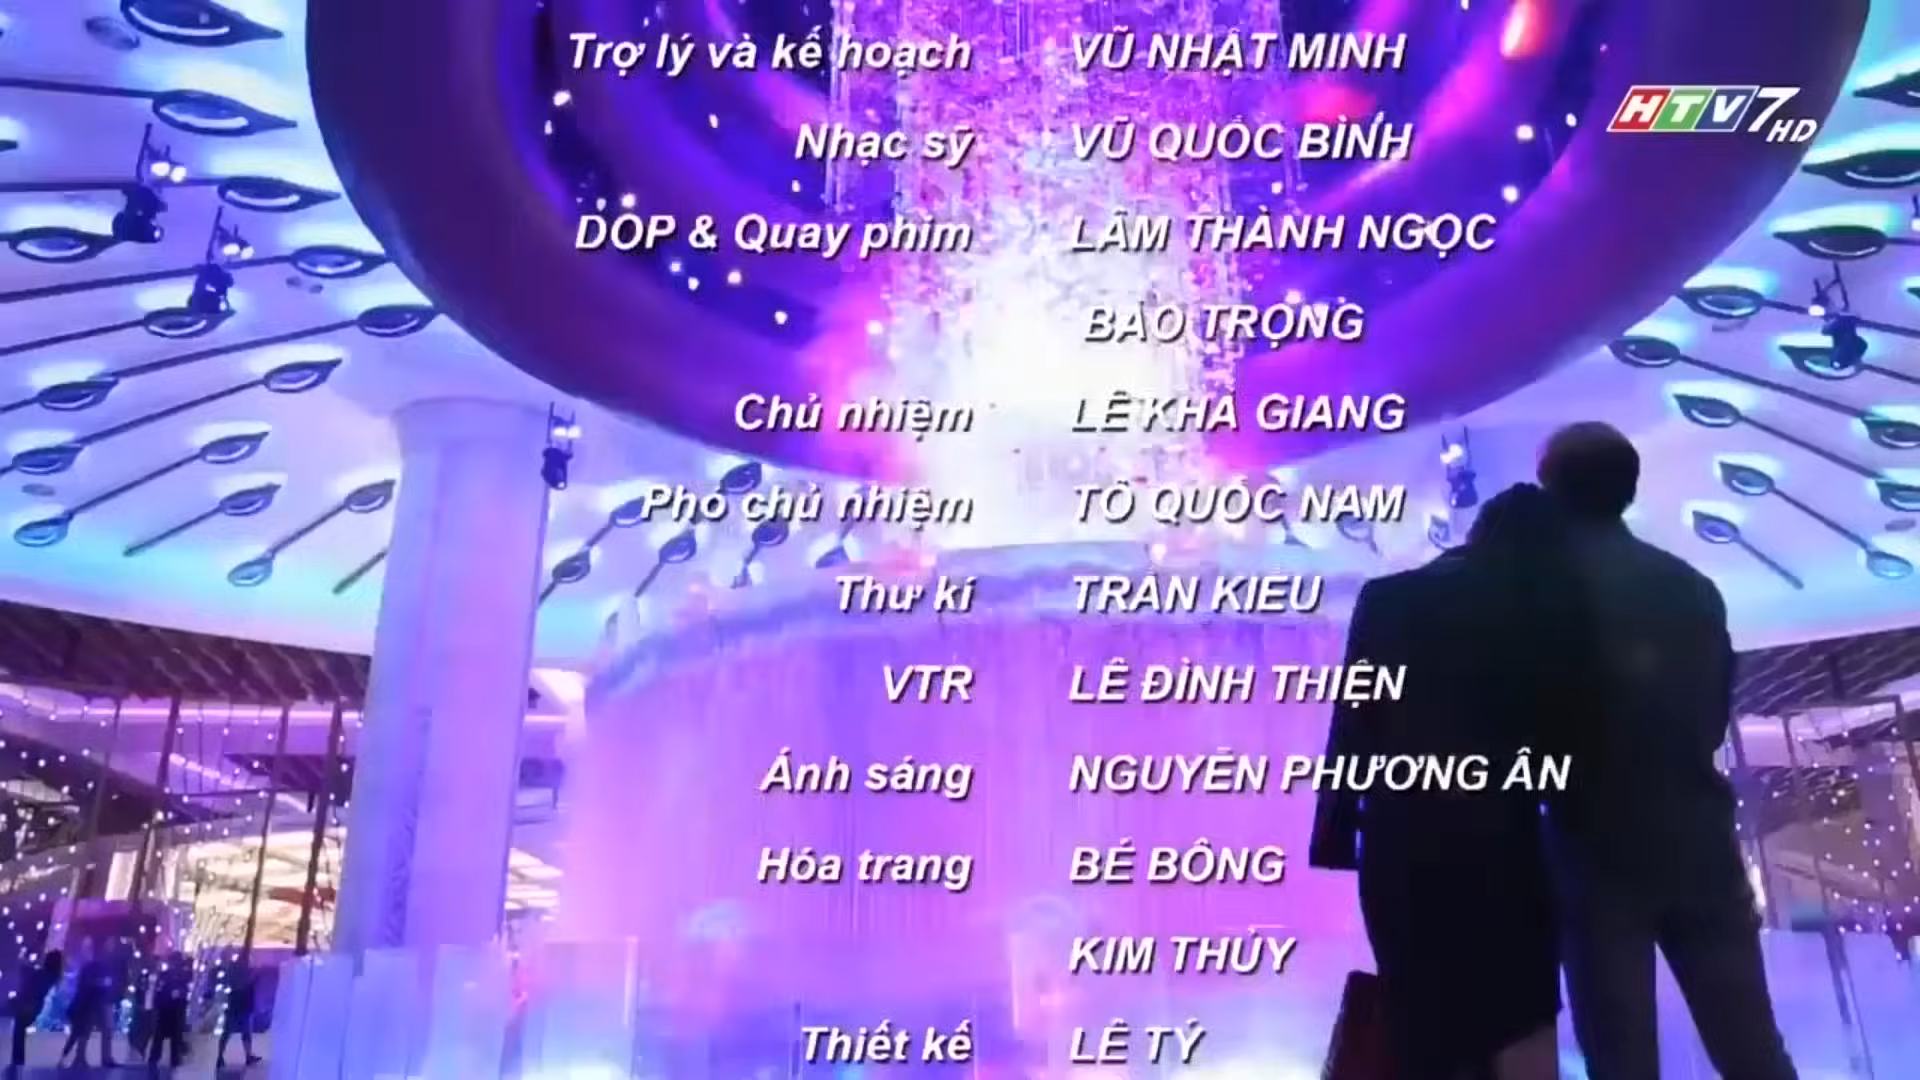 Trợ lý và kế hoạch VŨ NHẬT MINH
HTV7 HD
Nhạc sỹ VŨ QUỐC BÌNH
DOP & Quay phim LÂM THÀNH NGỌC
BẢO TRỌNG
Chủ nhiệm LÊ KHẢ GIANG
Phó chủ nhiệm TÔ QUỐC NAM
Thư kí TRẦN KIỀU
VTR LÊ ĐÌNH THIỆN
Ánh sáng NGUYỄN PHƯƠNG ÂN
Hóa trang BÉ BÔNG
KIM THỦY
Thiết kế LÊ TÝ